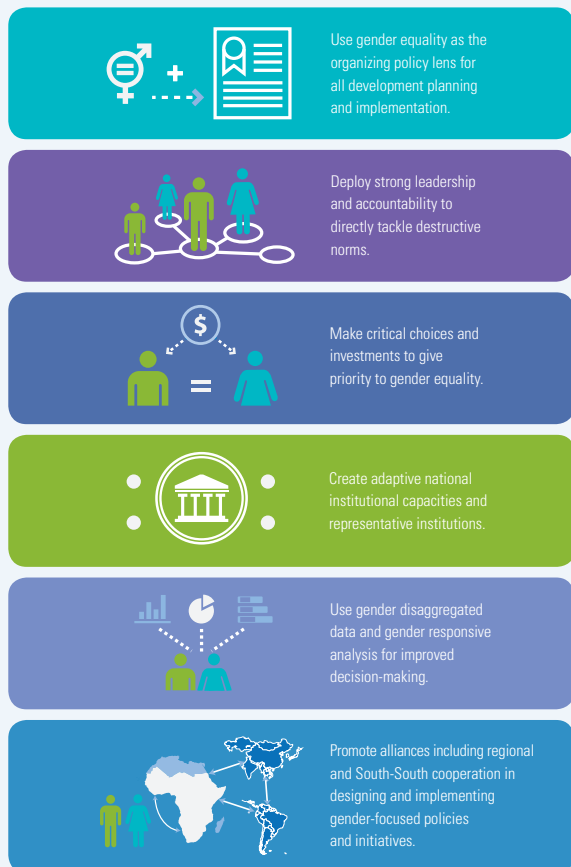 Use gender equality as the
organizing policy lens for
all development planning
and implementation.
Deploy strong leadership
and accountability to
directly tackle destructive
norms.
$
Make critical choices and
investments to give
priority to gender equality.
Create adaptive national
institutional capacities and
representative institutions.
Use gender disaggregated
data and gender responsive
analysis for improved
decision-making.
Promote alliances including regional
and South-South cooperation in
designing and implementing
gender-focused policies
and initiatives.